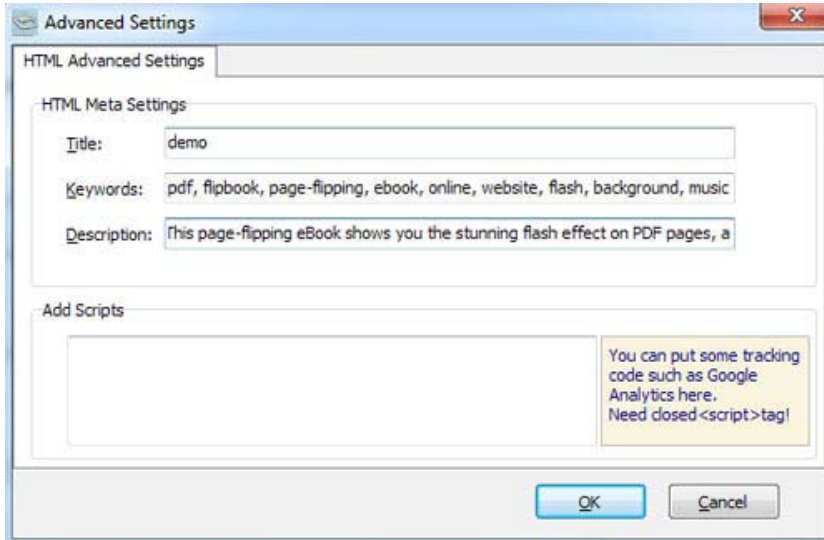 Advanced Settings
HTML Advanced Settings
HTML Meta Settings
Title: demo
Keywords: pdf, flipbook, page-flipping, ebook, online, website, flash, background, music
Description: This page-flipping eBook shows you the stunning flash effect on PDF pages, a
Add Scripts
You can put some tracking
code such as Google
Analytics here.
Need closed<script>tag!
OK Cancel